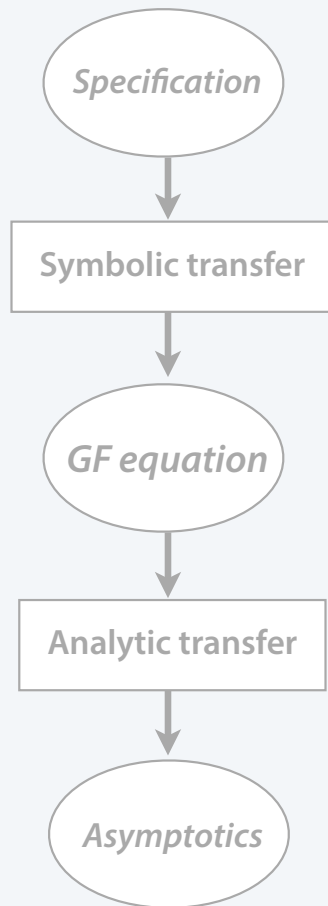 Specification
Symbolic transfer
GF equation
Analytic transfer
Asymptotics